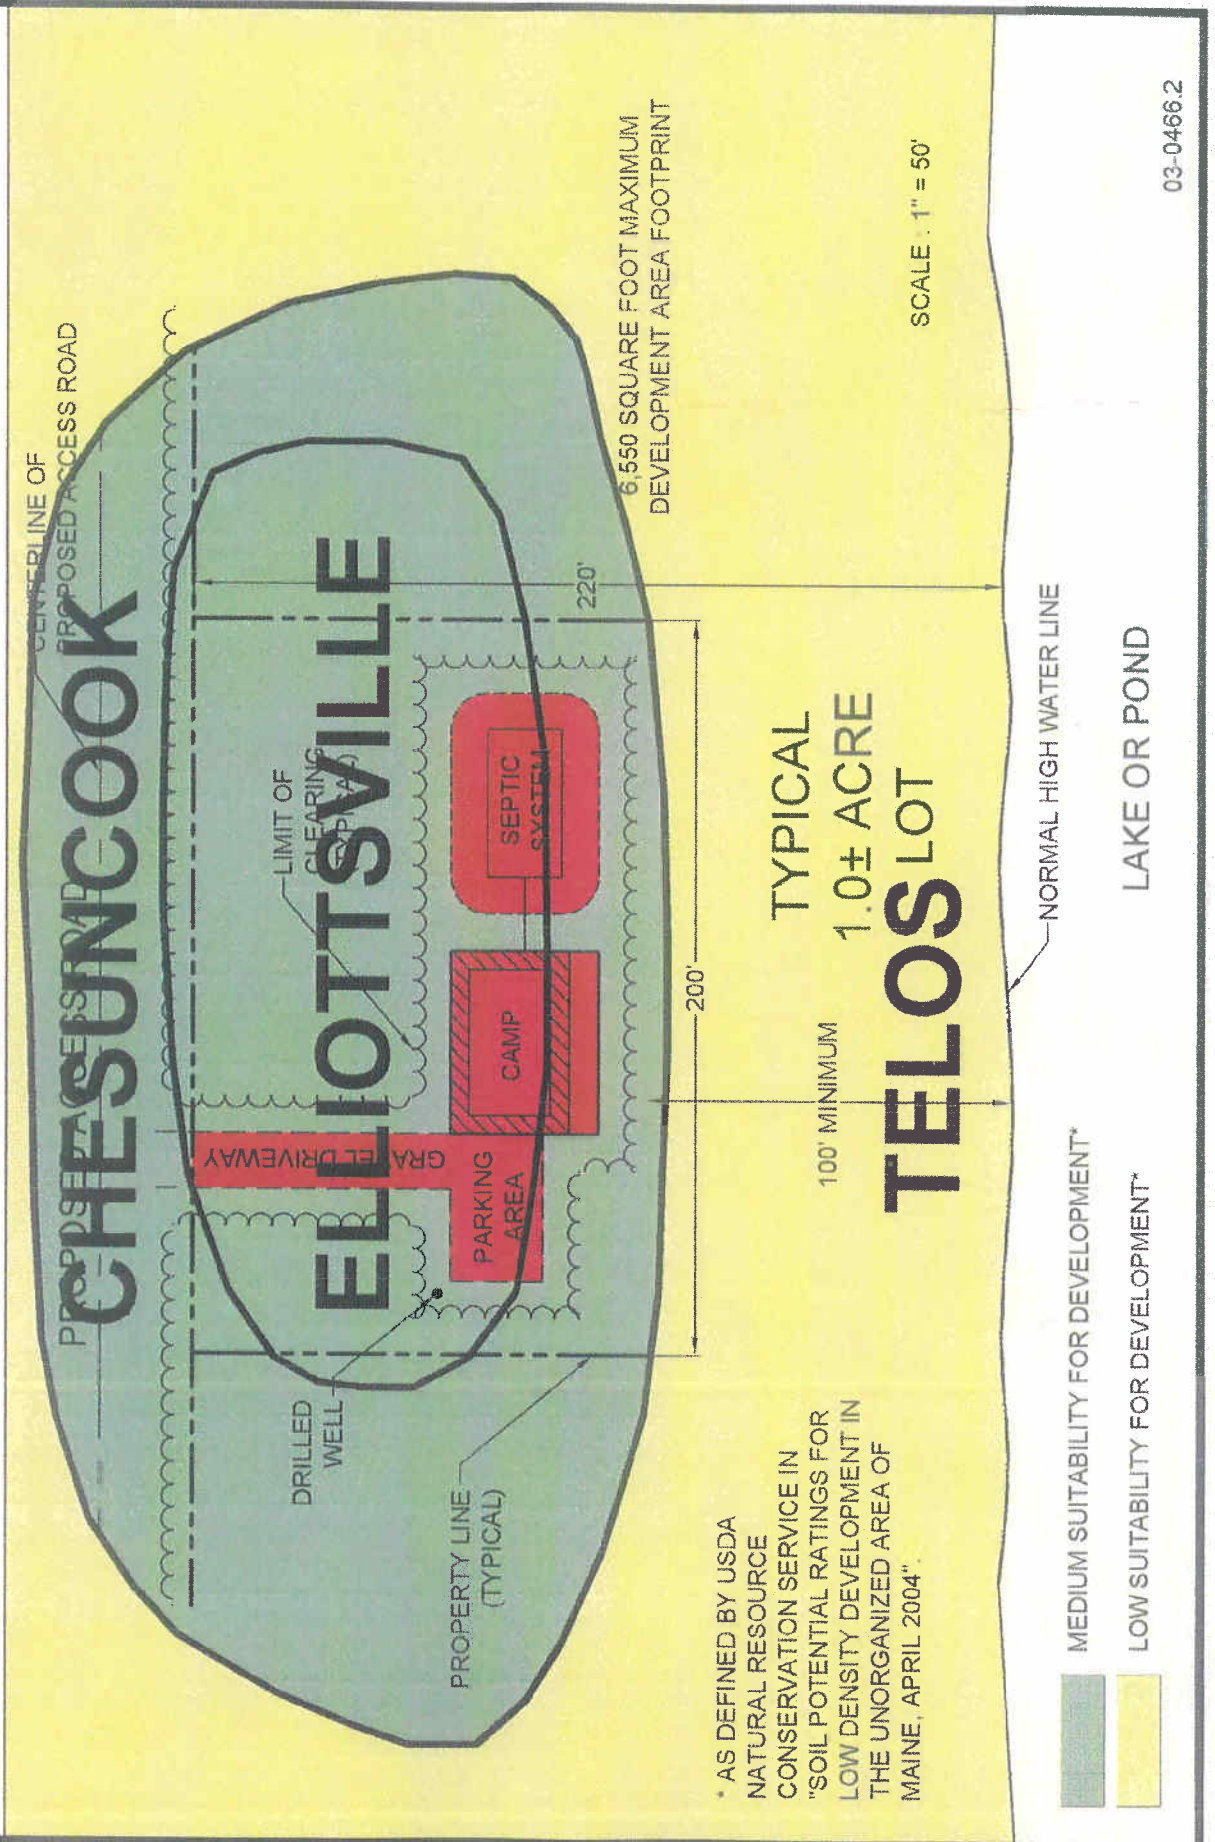 CENTERLINE OF
PROPOSED ACCESS ROAD
PROPOSED ACCESS ROAD
CHESUNCOOK
LIMIT OF
CLEARING
(TYPICAL)
ELLIOTTSVILLE
GRAVEL DRIVEWAY
DRILLED
WELL
PARKING
AREA
CAMP
SEPTIC
SYSTEM
PROPERTY LINE
(TYPICAL)
220'
200'
6,550 SQUARE FOOT MAXIMUM
DEVELOPMENT AREA FOOTPRINT
* AS DEFINED BY USDA
NATURAL RESOURCE
CONSERVATION SERVICE IN
"SOIL POTENTIAL RATINGS FOR
LOW DENSITY DEVELOPMENT IN
THE UNORGANIZED AREA OF
MAINE, APRIL 2004".
100' MINIMUM
TYPICAL
1.0± ACRE
LOT
TELOS
SCALE : 1" = 50'
NORMAL HIGH WATER LINE
LAKE OR POND
MEDIUM SUITABILITY FOR DEVELOPMENT*
LOW SUITABILITY FOR DEVELOPMENT*
03-0466.2